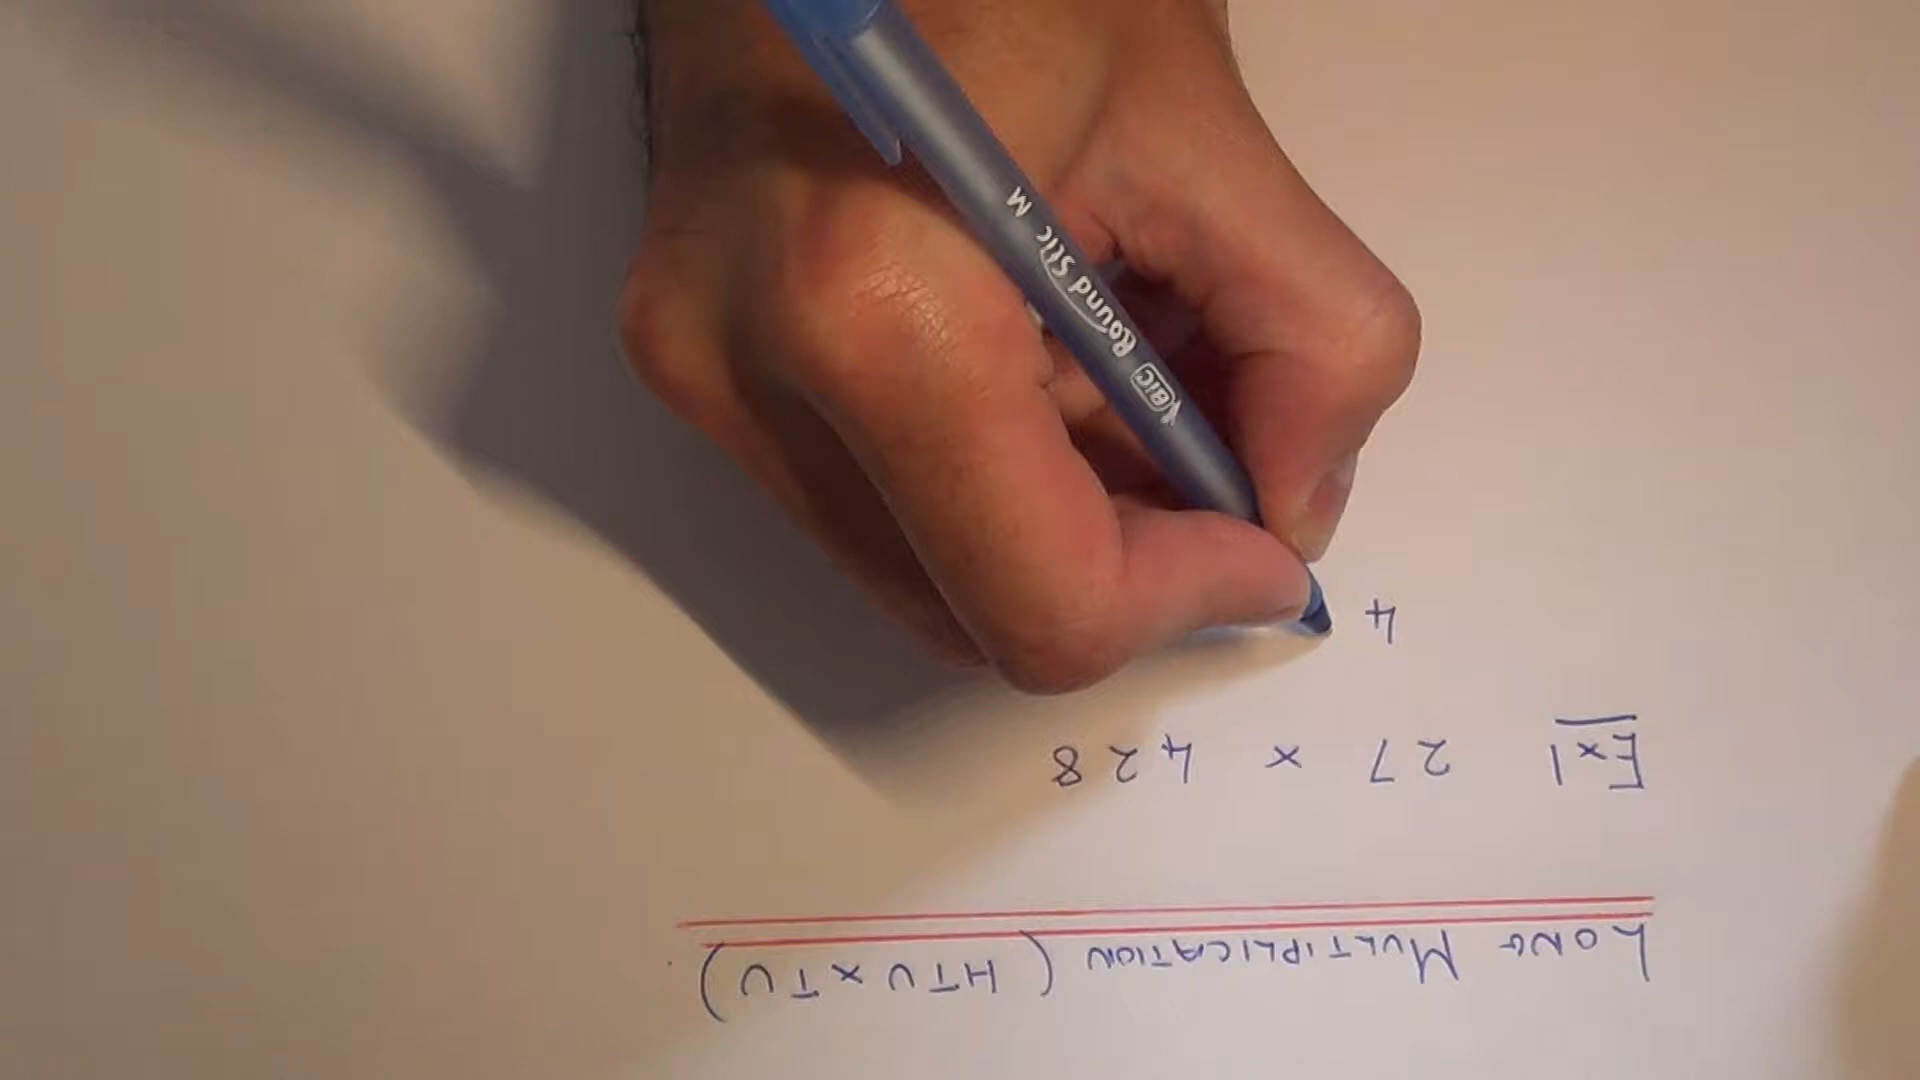 LONG MULTIPLICATION (HTU x TU)
Ex1 27 x 428
4
BIC Round Stic M